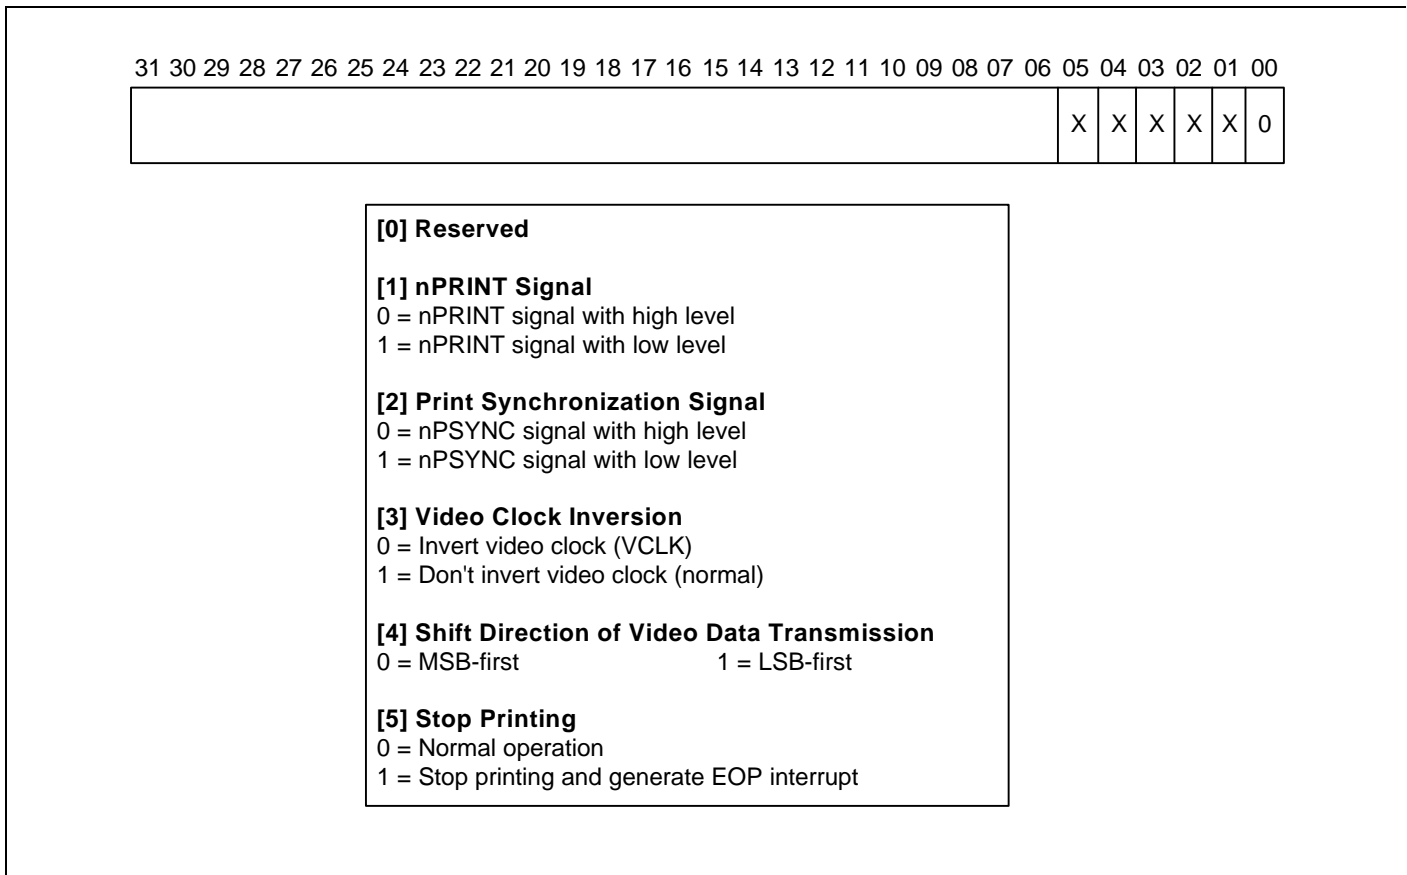 31 30 29 28 27 26 25 24 23 22 21 20 19 18 17 16 15 14 13 12 11 10 09 08 07 06 05 04 03 02 01 00
X X X X X 0
[0] Reserved
[1] nPRINT Signal
0 = nPRINT signal with high level
1 = nPRINT signal with low level
[2] Print Synchronization Signal
0 = nPSYNC signal with high level
1 = nPSYNC signal with low level
[3] Video Clock Inversion
0 = Invert video clock (VCLK)
1 = Don't invert video clock (normal)
[4] Shift Direction of Video Data Transmission
0 = MSB-first 1 = LSB-first
[5] Stop Printing
0 = Normal operation
1 = Stop printing and generate EOP interrupt